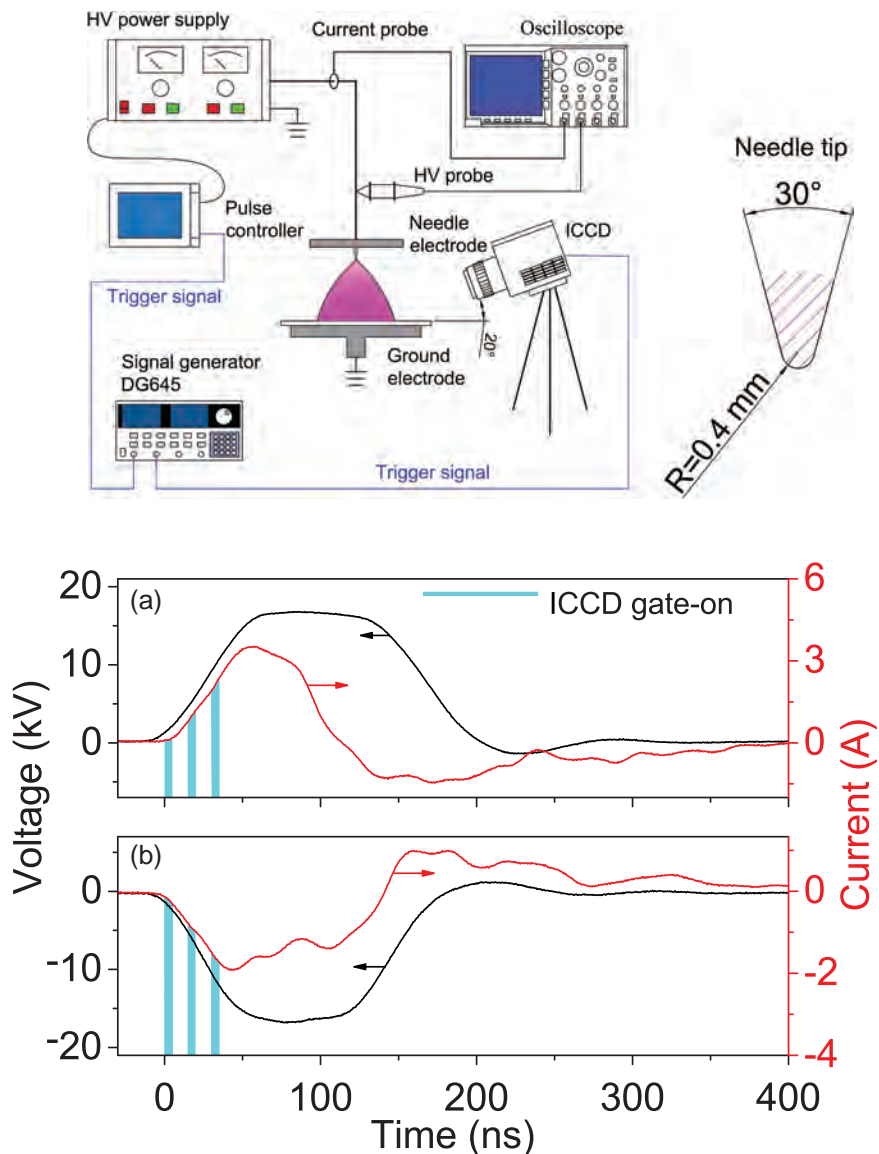 HV power supply
Current probe
Oscilloscope
HV probe
Needle tip
30°
Pulse
controller
Needle
electrode
ICCD
Trigger signal
20°
Ground
electrode
Signal generator
DG645
Trigger signal
R=0.4 mm
(a)
ICCD gate-on
20
10
0
6
3
0
(b)
0
-10
-20
0
-2
-4
Voltage (kV)
Current (A)
0
100
200
300
400
Time (ns)